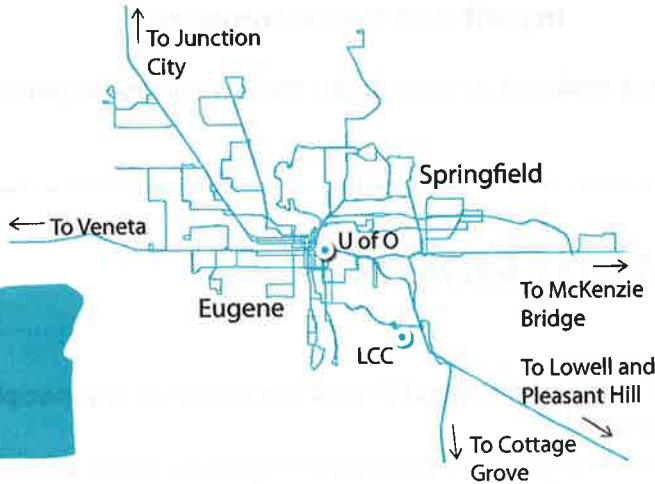 To Junction
City
Springfield
To Veneta
U of O
To McKenzie
Bridge
Eugene
LCC
To Lowell and
Pleasant Hill
To Cottage
Grove